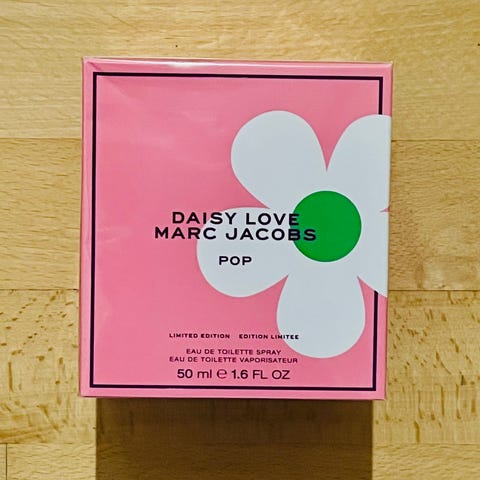 DAISY LOVE
MARC JACOBS
POP
LIMITED EDITION EDITION LIMITEE
EAU DE TOILETTE SPRAY
EAU DE TOILETTE VAPORISATEUR
50 ml ℮ 1.6 FL OZ